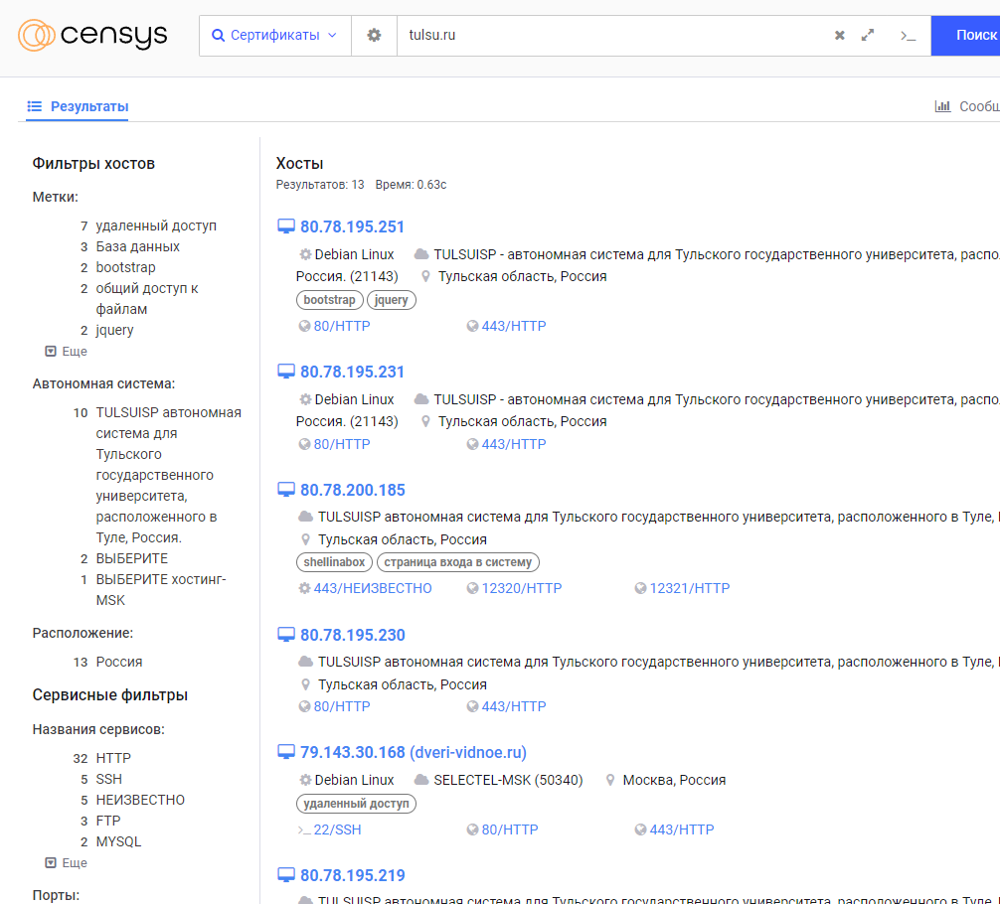 censys
Сертификаты
tulsu.ru
Поиск
Результаты
Фильтры хостов
Метки:
7 удаленный доступ
3 База данных
2 bootstrap
2 общий доступ к
файлам
2 jquery
Еще
Автономная система:
10 TULSUISP автономная
система для
Тульского
государственного
университета,
расположенного в
Туле, Россия.
2 ВЫБЕРИТЕ
1 ВЫБЕРИТЕ хостинг-
MSK
Расположение:
13 Россия
Сервисные фильтры
Названия сервисов:
32 HTTP
5 SSH
5 НЕИЗВЕСТНО
3 FTP
2 MYSQL
Еще
Порты:
Хосты
Результатов: 13 Время: 0.63с
80.78.195.251
Debian Linux TULSUISP - автономная система для Тульского государственного университета,
Россия. (21143) Тульская область, Россия
bootstrap jquery
80/HTTP 443/HTTP
80.78.195.231
Debian Linux TULSUISP - автономная система для Тульского государственного университета,
Россия. (21143) Тульская область, Россия
80/HTTP 443/HTTP
80.78.200.185
TULSUISP автономная система для Тульского государственного университета, расположенного в Туле,
Тульская область, Россия
shellinabox страница входа в систему
443/НЕИЗВЕСТНО 12320/HTTP 12321/HTTP
80.78.195.230
TULSUISP автономная система для Тульского государственного университета, расположенного в Туле,
Тульская область, Россия
80/HTTP 443/HTTP
79.143.30.168 (dveri-vidnoe.ru)
Debian Linux SELECTEL-MSK (50340) Москва, Россия
удаленный доступ
22/SSH 80/HTTP 443/HTTP
80.78.195.219
TULSUISP автономная система для Тульского государственного университета, расположенного в Туле,